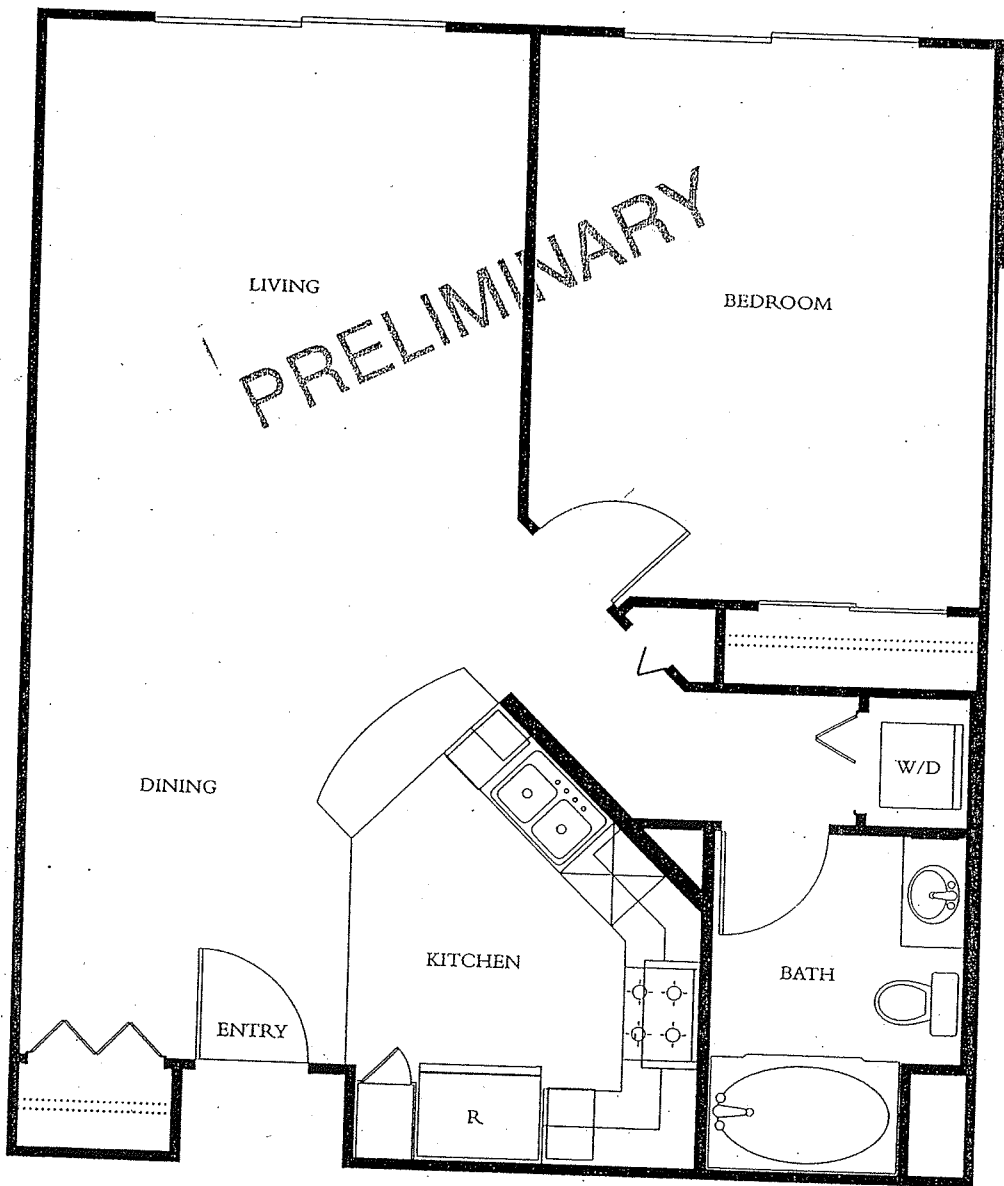 LIVING
BEDROOM
PRELIMINARY
DINING
W/D
KITCHEN
BATH
ENTRY
R